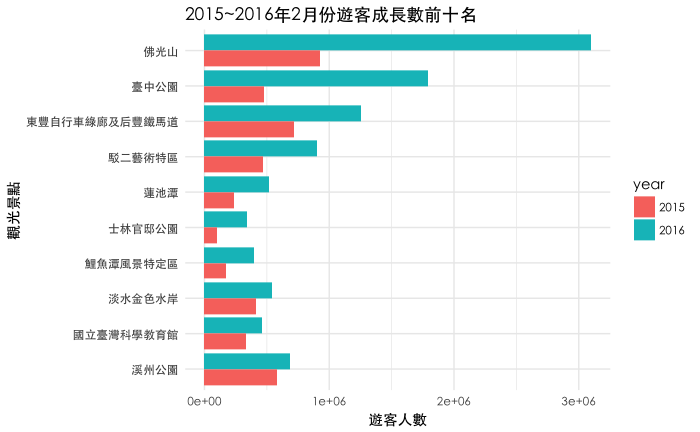 2015~2016年2月份遊客成長數前十名
佛光山
臺中公園
東豐自行車綠廊及后豐鐵馬道
駁二藝術特區
蓮池潭
士林官邸公園
鯉魚潭風景特定區
淡水金色水岸
國立臺灣科學教育館
溪州公園
觀光景點
0e+00 1e+06 2e+06 3e+06
遊客人數
year
2015
2016